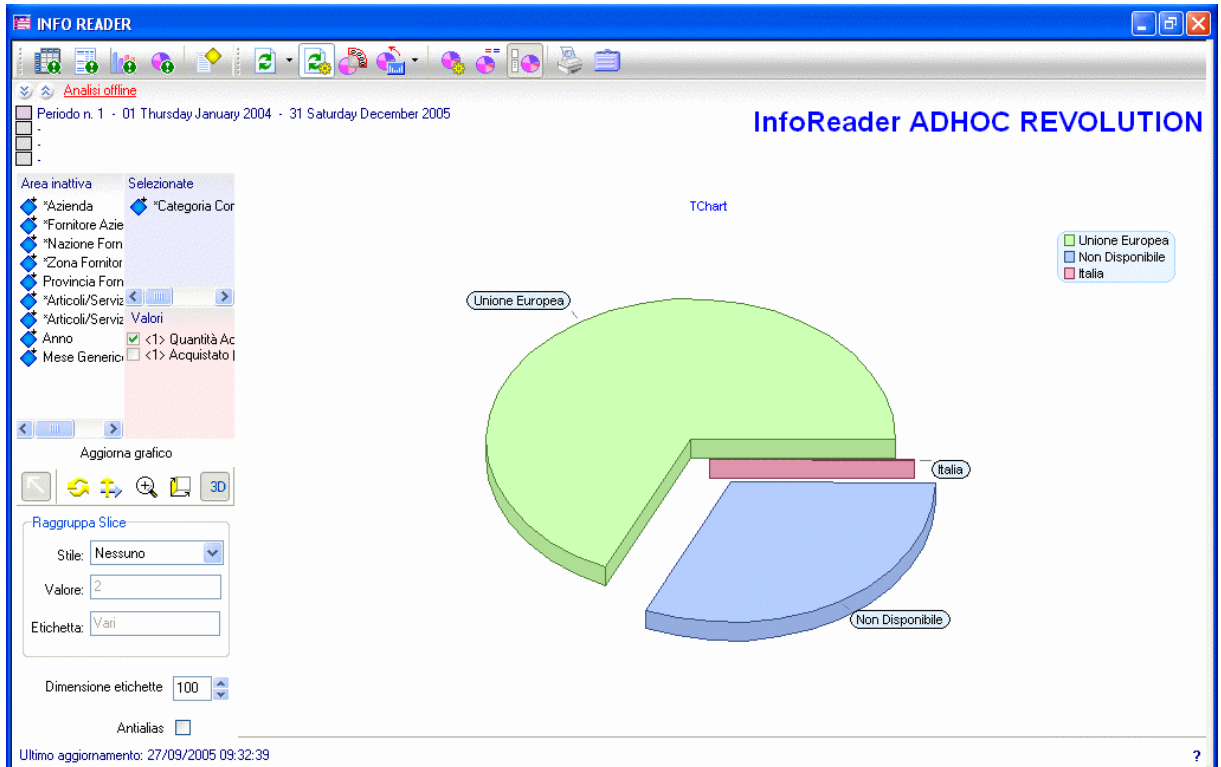 INFO READER
Analisi offline
Periodo n. 1 - 01 Thursday January 2004 - 31 Saturday December 2005
-
-
-
InfoReader ADHOC REVOLUTION
Area inattiva
*Azienda
*Fornitore Azie
*Nazione Forn
*Zona Fornitor
Provincia Forn
*Articoli/Serviz
*Articoli/Serviz
Anno
Mese Generico
Selezionate
*Categoria Cor
Valori
<1> Quantità Ac
<1> Acquistato |
TChart
Unione Europea
Non Disponibile
Italia
Unione Europea
Italia
Non Disponibile
Aggiorna grafico
3D
Raggruppa Slice
Stile: Nessuno
Valore: 2
Etichetta: Vari
Dimensione etichette 100
Antialias
Ultimo aggiornamento: 27/09/2005 09:32:39
?